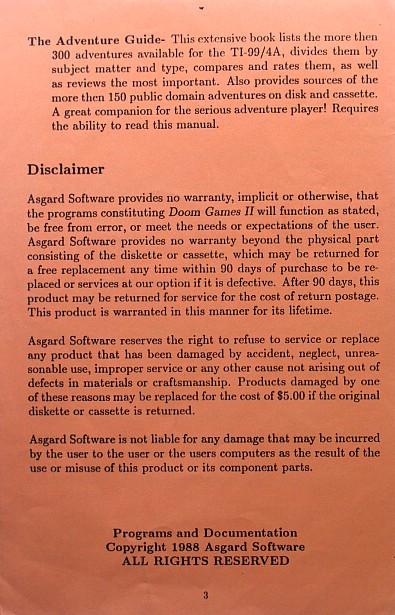 The Adventure Guide- This extensive book lists the more then
300 adventures available for the TI-99/4A, divides them by
subject matter and type, compares and rates them, as well
as reviews the most important. Also provides sources of the
more then 150 public domain adventures on disk and cassette.
A great companion for the serious adventure player! Requires
the ability to read this manual.
Disclaimer
Asgard Software provides no warranty, implicit or otherwise, that
the programs constituting Doom Games II will function as stated,
be free from error, or meet the needs or expectations of the user.
Asgard Software provides no warranty beyond the physical part
consisting of the diskette or cassette, which may be returned for
a free replacement any time within 90 days of purchase to be re-
placed or services at our option if it is defective. After 90 days, this
product may be returned for service for the cost of return postage.
This product is warranted in this manner for its lifetime.
Asgard Software reserves the right to refuse to service or replace
any product that has been damaged by accident, neglect, unrea-
sonable use, improper service or any other cause not arising out of
defects in materials or craftsmanship. Products damaged by one
of these reasons may be replaced for the cost of $5.00 if the original
diskette or cassette is returned.
Asgard Software is not liable for any damage that may be incurred
by the user to the user or the users computers as the result of the
use or misuse of this product or its component parts.
Programs and Documentation
Copyright 1988 Asgard Software
ALL RIGHTS RESERVED
3